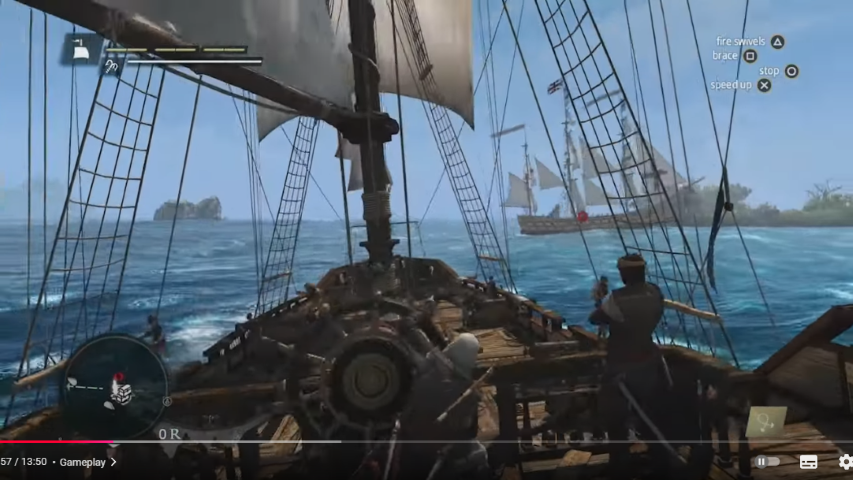 fire swivels
brace
stop
speed up
0 R
57 / 13:50 • Gameplay